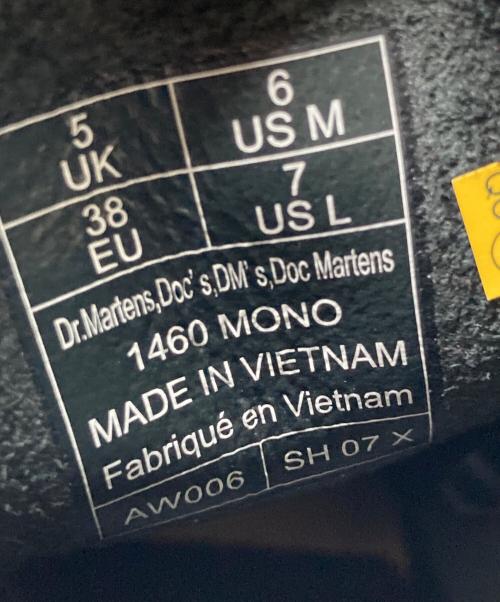 5 UK
6 US M
38 EU
7 US L
Dr.Martens,Doc's,DM's,Doc Martens
1460 MONO
MADE IN VIETNAM
Fabriqué en Vietnam
AW006
SH 07 X